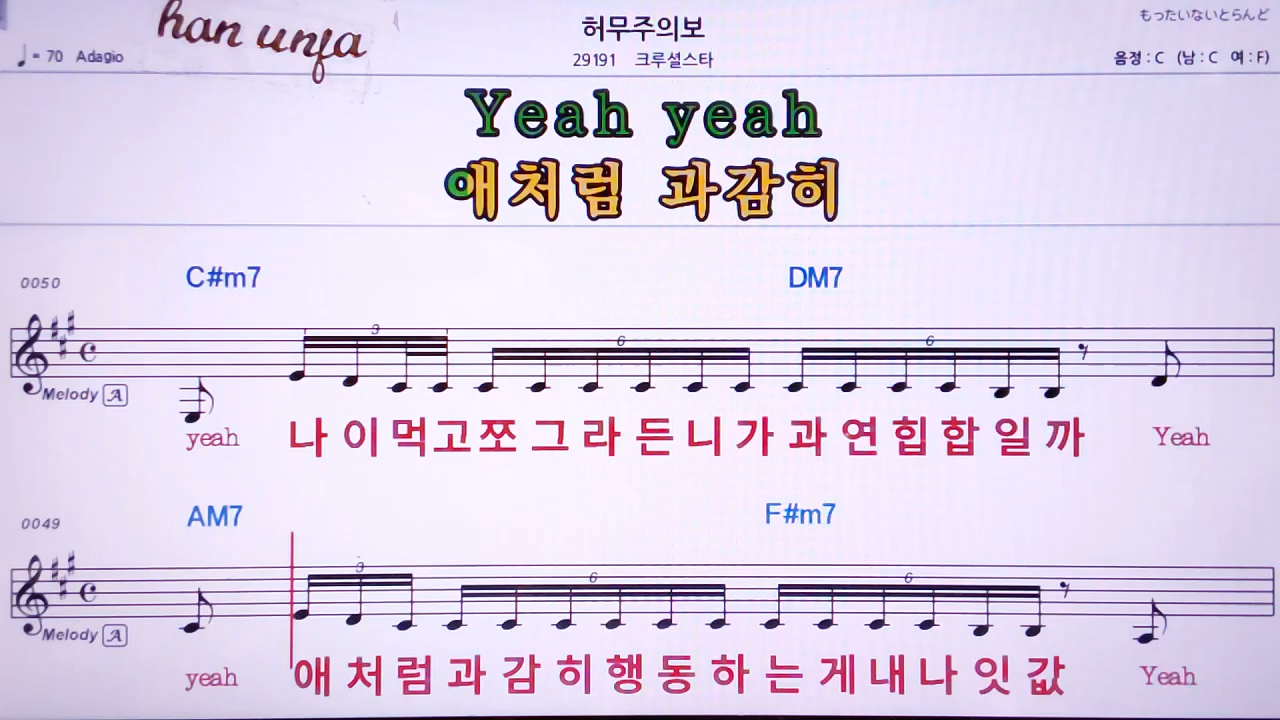 han unja
허무주의보
もったいないとらんど
♩= 70 Adagio
29191 크루셜스타
음정 : C (남 : C 여 : F)
Yeah yeah
애처럼 과감히
0050
C#m7 DM7
3 6 6
Melody A
yeah 나 이 먹 고 쪼 그 라 든 니 가 과 연 힙 합 일 까 Yeah
0049
AM7 F#m7
3 6 6
Melody A
yeah 애 처 럼 과 감 히 행 동 하 는 게 내 나 잇 값 Yeah